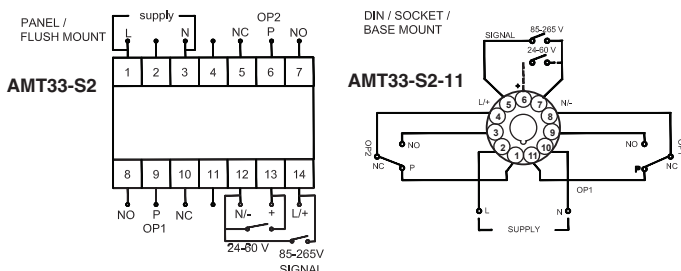 PANEL /
FLUSH MOUNT
AMT33-S2
supply
L N NC OP2 P NO
1 2 3 4 5 6 7
8 9 10 11 12 13 14
NO P NC N/- + L/+
OP1
24-60 V
85-265V
SIGNAL
DIN / SOCKET /
BASE MOUNT
AMT33-S2-11
SIGNAL
85-265 V
24-60 V
+
L/+ N/-
5 6 7
4 8
3 9
2 10
1 11
NO NO
OP2
NC P P NC
OP1
L N
SUPPLY